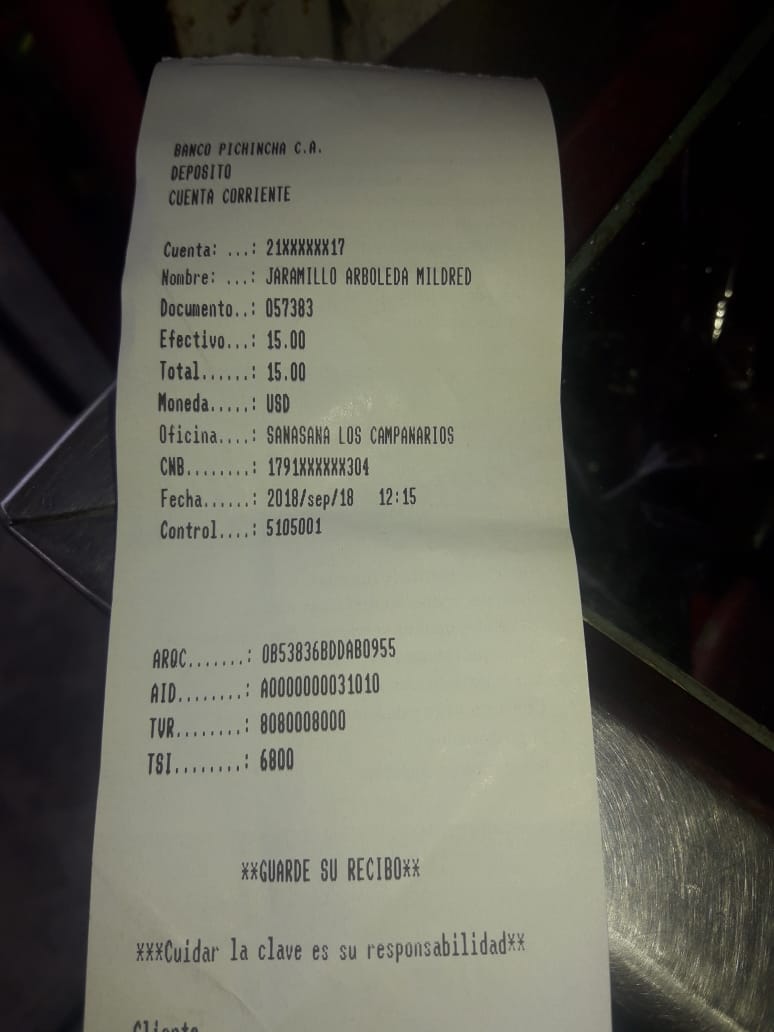 BANCO PICHINCHA C.A.
DEPOSITO
CUENTA CORRIENTE
Cuenta: ...: 21XXXXXX17
Nombre: ...: JARAMILLO ARBOLEDA MILDRED
Documento..: 057383
Efectivo...: 15.00
Total......: 15.00
Moneda.....: USD
Oficina....: SANASANA LOS CAMPANARIOS
CNB........: 1791XXXXXX304
Fecha......: 2018/sep/18 12:15
Control....: 5105001
ARQC.......: 0B53836BDDAB0955
AID........: A0000000031010
TVR........: 8080008000
TSI........: 6800
**GUARDE SU RECIBO**
***Cuidar la clave es su responsabilidad**
Cliente